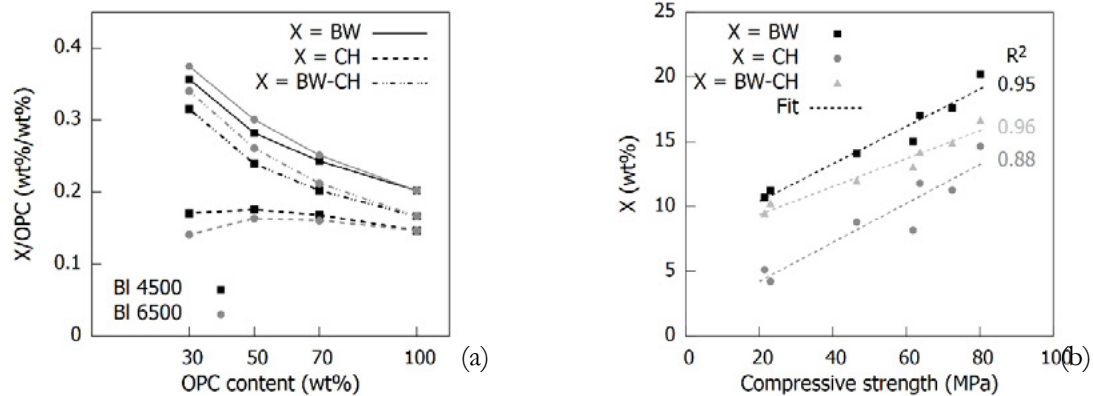 0.4
0.3
0.2
0.1
0
X/OPC (wt%/wt%)
X = BW
X = CH
X = BW-CH
Bl 4500
Bl 6500
30 50 70 100
OPC content (wt%)
(a)
25
20
15
10
5
0
X (wt%)
X = BW
X = CH
X = BW-CH
Fit
R²
0.95
0.96
0.88
0 20 40 60 80 100
Compressive strength (MPa)
(b)